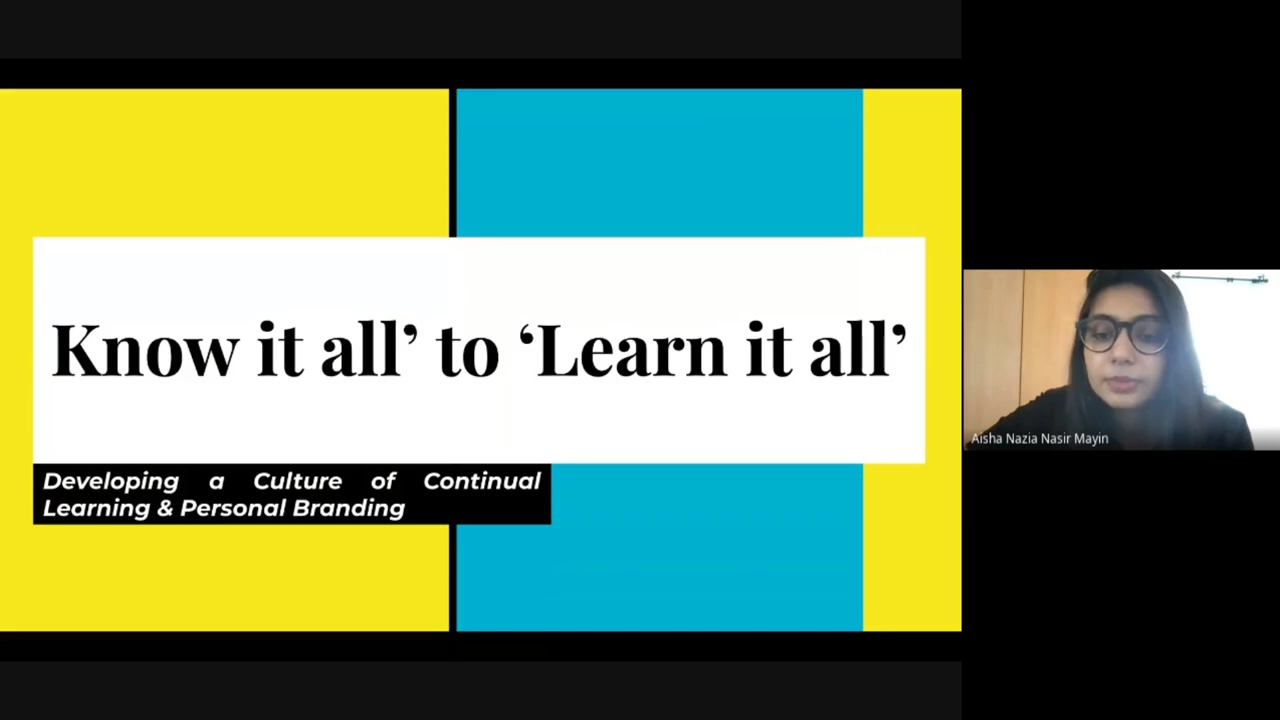 Know it all’ to ‘Learn it all’
Developing a Culture of Continual
Learning & Personal Branding
Aisha Nazia Nasir Mayin